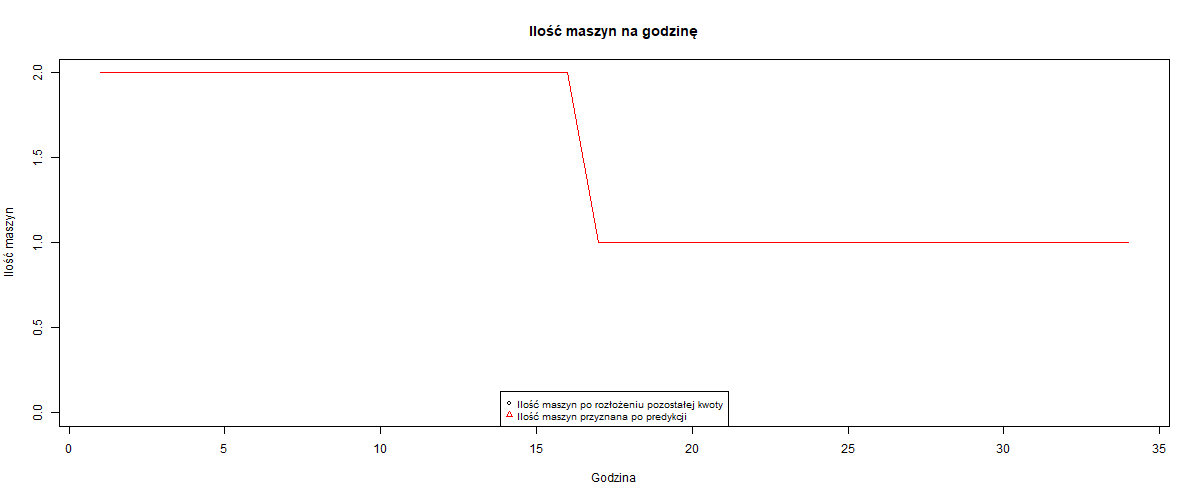 Ilość maszyn na godzinę
Ilość maszyn
2.0
1.5
1.0
0.5
0.0
Ilość maszyn po rozłożeniu pozostałej kwoty
Ilość maszyn przyznana po predykcji
0 5 10 15 20 25 30 35
Godzina